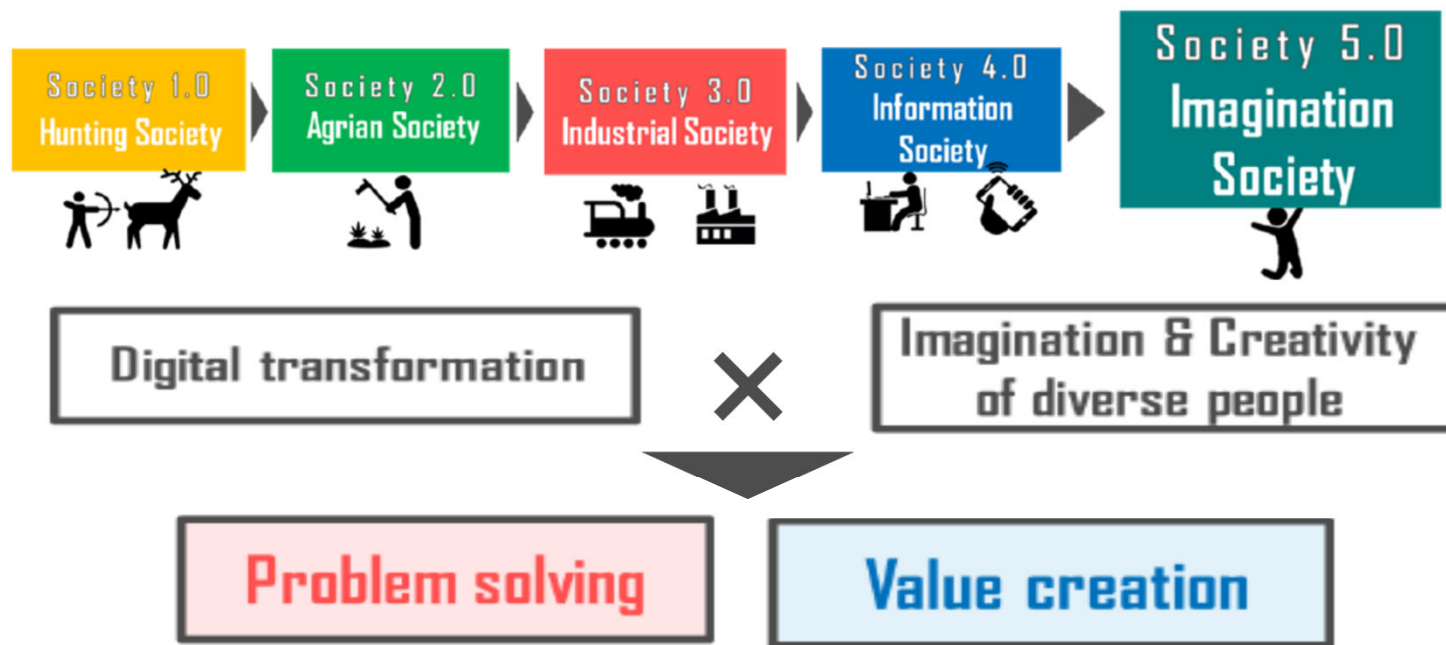 Society 1.0
Hunting Society
Society 2.0
Agrian Society
Society 3.0
Industrial Society
Society 4.0
Information
Society
Society 5.0
Imagination
Society
Digital transformation
×
Imagination & Creativity
of diverse people
Problem solving
Value creation